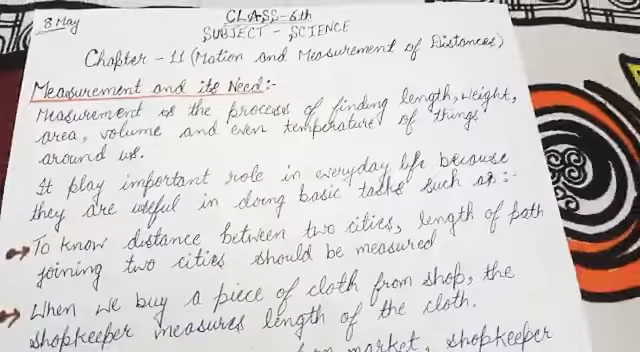 8 May
CLASS-6th
SUBJECT - SCIENCE
Chapter - 11 (Motion and Measurement of Distances)
Measurement and its Need:-
Measurement is the process of finding length, weight,
area, volume and even temperature of things
around us.
It play important role in everyday life because
they are useful in doing basic tasks such as:-
→ To know distance between two cities, length of path
joining two cities should be measured
→ When we buy a piece of cloth from shop, the
shopkeeper measures length of the cloth.
market, shopkeeper